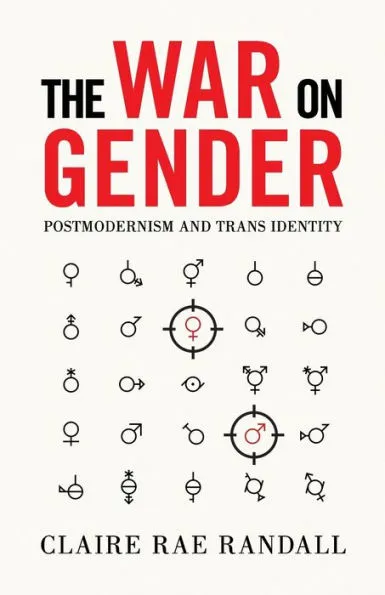 THE WAR ON
GENDER
POSTMODERNISM AND TRANS IDENTITY
CLAIRE RAE RANDALL